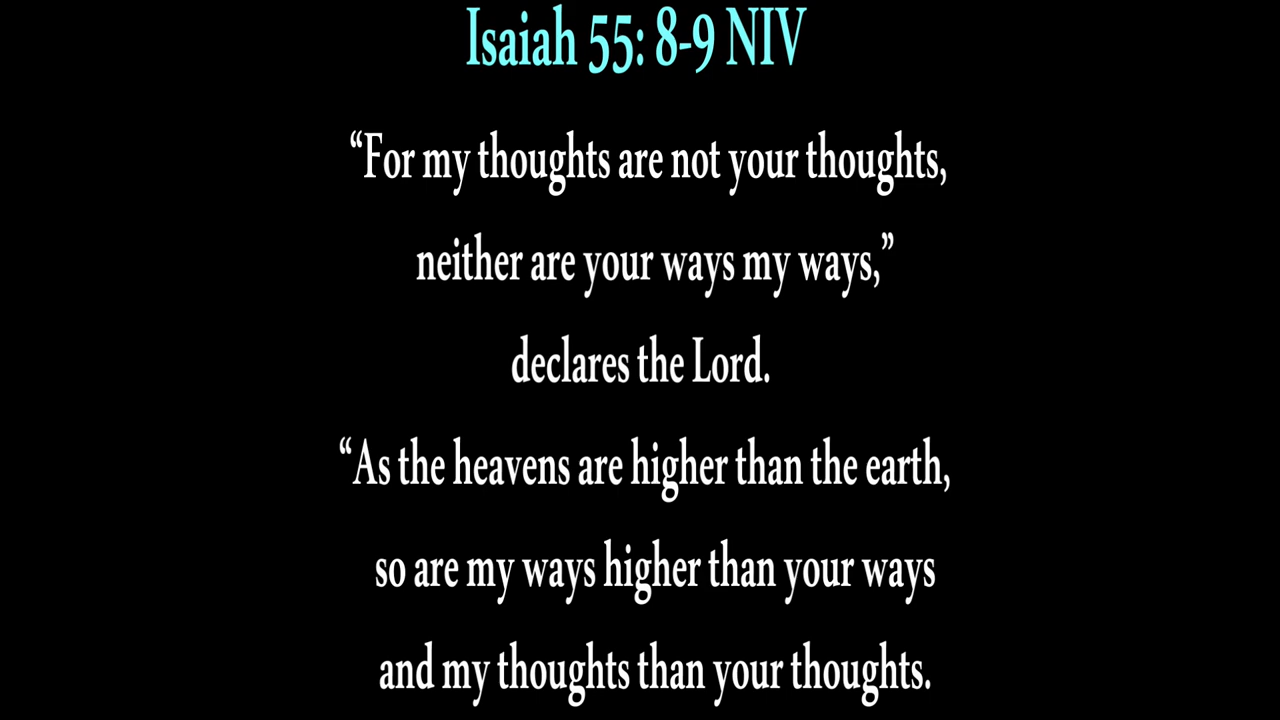 Isaiah 55: 8-9 NIV
“For my thoughts are not your thoughts,
neither are your ways my ways,”
declares the Lord.
“As the heavens are higher than the earth,
so are my ways higher than your ways
and my thoughts than your thoughts.